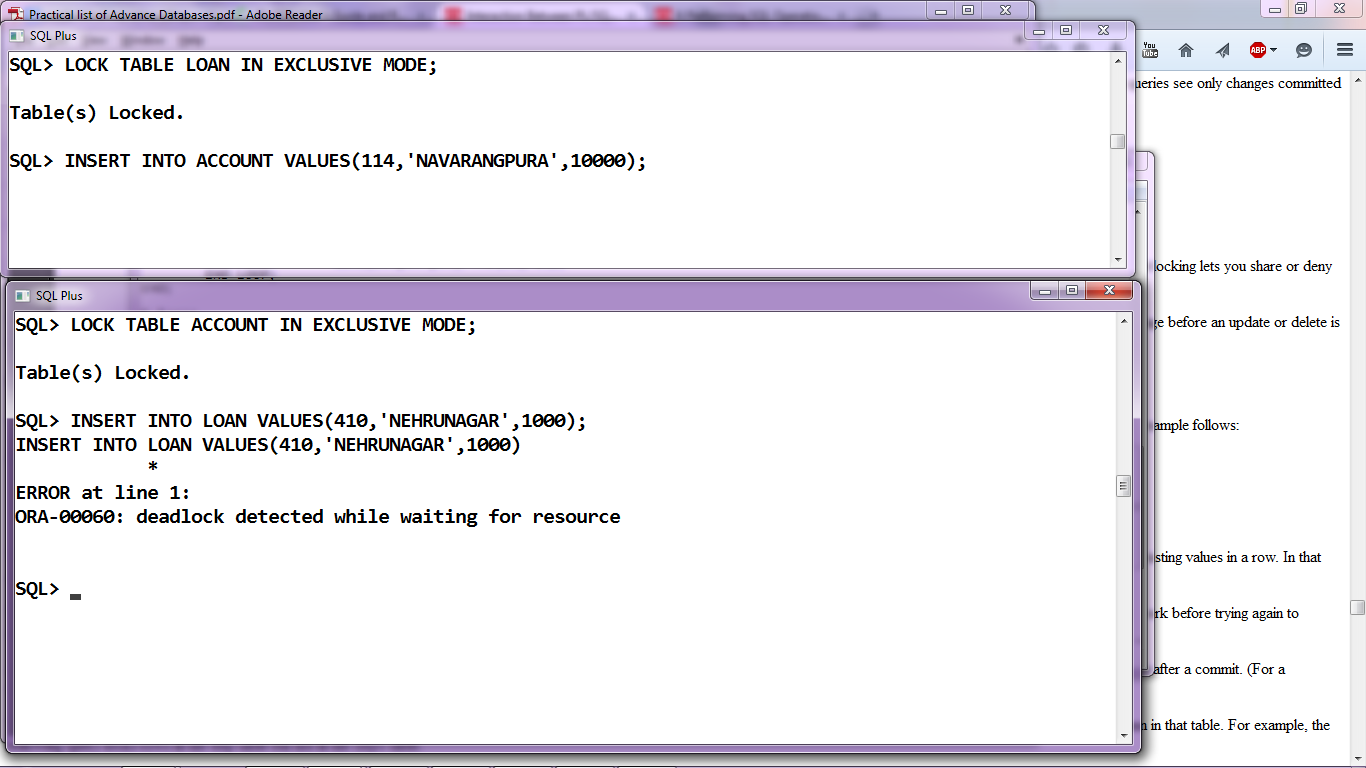 Practical list of Advance Databases.pdf - Adobe Reader
SQL Plus
SQL> LOCK TABLE LOAN IN EXCLUSIVE MODE;
Table(s) Locked.
SQL> INSERT INTO ACCOUNT VALUES(114,'NAVARANGPURA',10000);
SQL Plus
SQL> LOCK TABLE ACCOUNT IN EXCLUSIVE MODE;
Table(s) Locked.
SQL> INSERT INTO LOAN VALUES(410,'NEHRUNAGAR',1000);
INSERT INTO LOAN VALUES(410,'NEHRUNAGAR',1000)
*
ERROR at line 1:
ORA-00060: deadlock detected while waiting for resource
SQL>
You Tube
ABP
see only changes committed
locking lets you share or deny
before an update or delete is
follows:
values in a row. In that
before trying again to
after a commit. (For a
in that table. For example, the